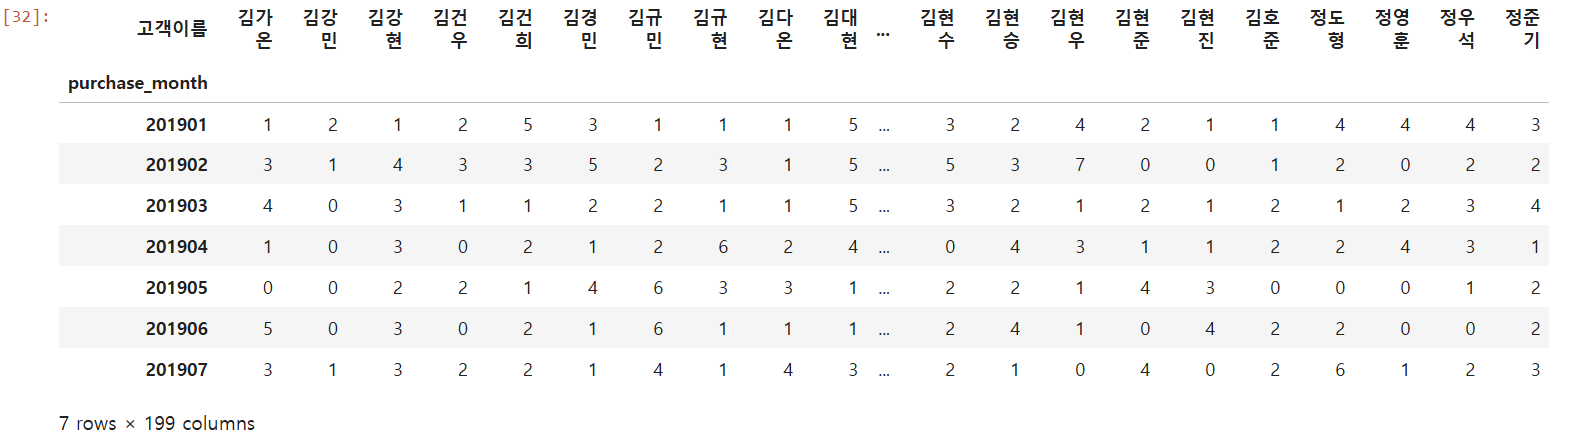 [32]:
고객이름 김가온 김강민 김강현 김건우 김건희 김경민 김규민 김규현 김다온 김대현 ... 김현수 김현승 김현우 김현준 김현진 김호준 정도형 정영훈 정우석 정준기
purchase_month
201901 1 2 1 2 5 3 1 1 1 5 ... 3 2 4 2 1 1 4 4 4 3
201902 3 1 4 3 3 5 2 3 1 5 ... 5 3 7 0 0 1 2 0 2 2
201903 4 0 3 1 1 2 2 1 1 5 ... 3 2 1 2 1 2 1 2 3 4
201904 1 0 3 0 2 1 2 6 2 4 ... 0 4 3 1 1 2 2 4 3 1
201905 0 0 2 2 1 4 6 3 3 1 ... 2 2 1 4 3 0 0 0 1 2
201906 5 0 3 0 2 1 6 1 1 1 ... 2 4 1 0 4 2 2 0 0 2
201907 3 1 3 2 2 1 4 1 4 3 ... 2 1 0 4 0 2 6 1 2 3
7 rows × 199 columns